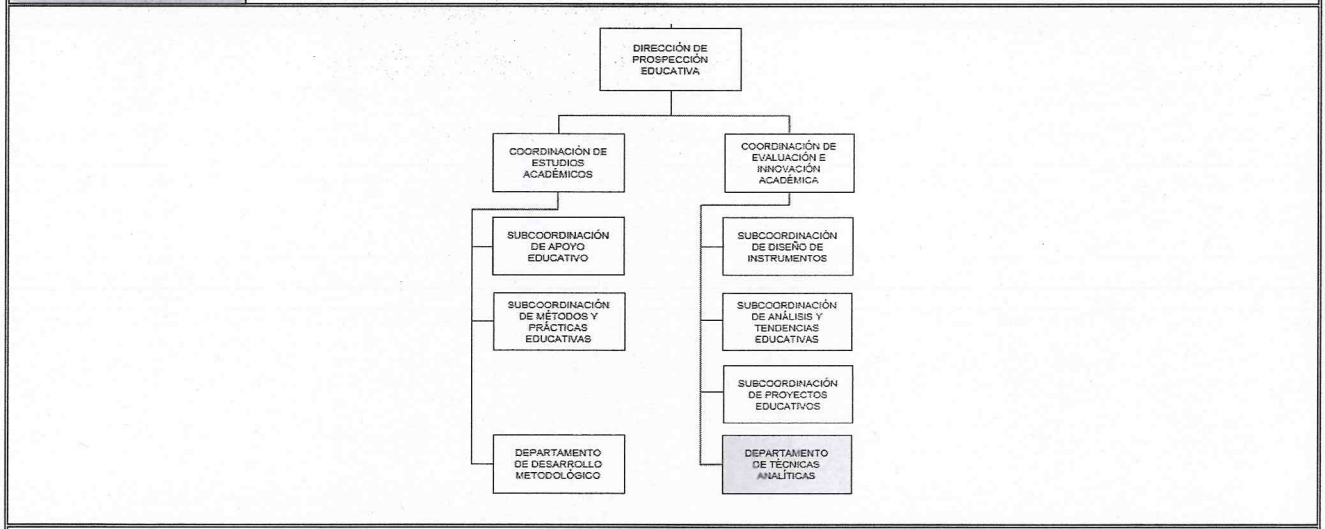 DIRECCIÓN DE
PROSPECCIÓN
EDUCATIVA
COORDINACIÓN DE
ESTUDIOS
ACADÉMICOS
COORDINACIÓN DE
EVALUACIÓN E
INNOVACIÓN
ACADÉMICA
SUBCOORDINACIÓN
DE APOYO
EDUCATIVO
SUBCOORDINACIÓN
DE DISEÑO DE
INSTRUMENTOS
SUBCOORDINACIÓN
DE MÉTODOS Y
PRÁCTICAS
EDUCATIVAS
SUBCOORDINACIÓN
DE ANÁLISIS Y
TENDENCIAS
EDUCATIVAS
SUBCOORDINACIÓN
DE PROYECTOS
EDUCATIVOS
DEPARTAMENTO
DE DESARROLLO
METODOLÓGICO
DEPARTAMENTO
DE TÉCNICAS
ANALÍTICAS